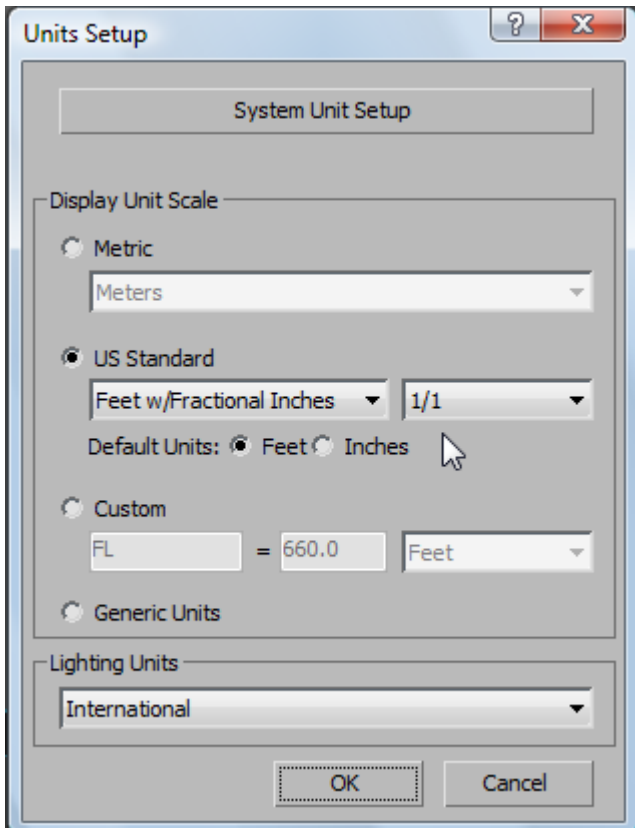 Units Setup
?
System Unit Setup
Display Unit Scale
Metric
Meters
US Standard
Feet w/Fractional Inches 1/1
Default Units: Feet Inches
Custom
FL = 660.0 Feet
Generic Units
Lighting Units
International
OK Cancel